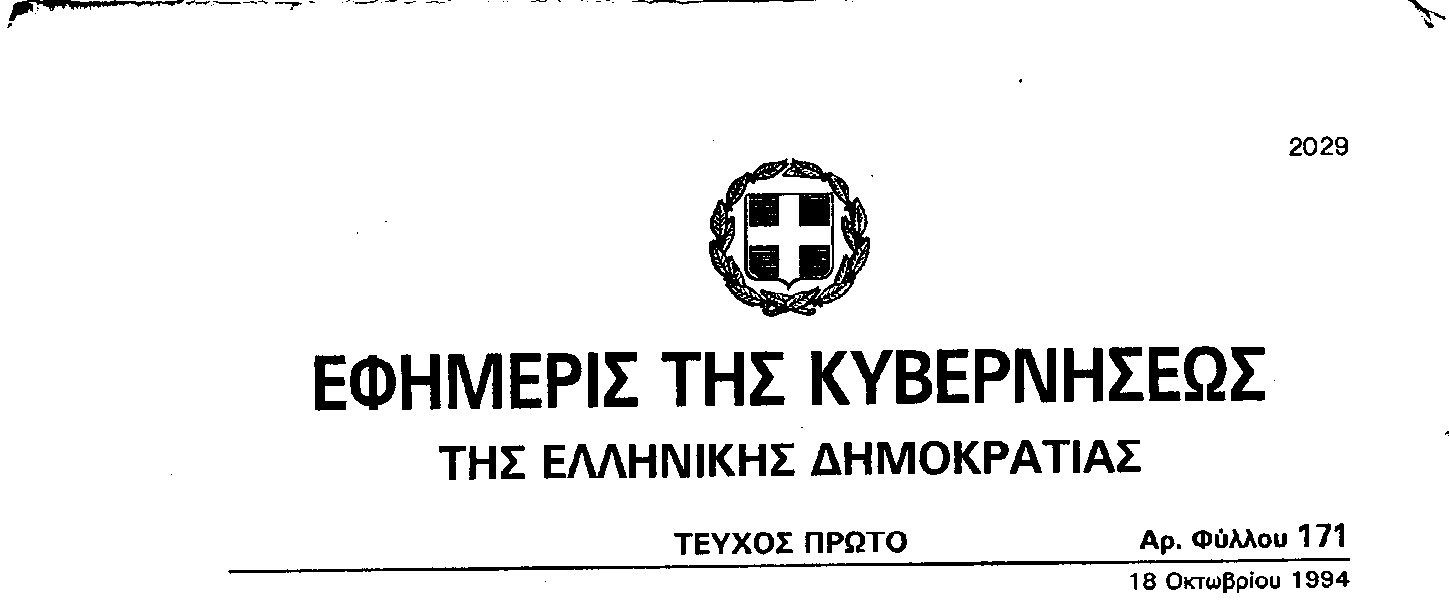 2029
ΕΦΗΜΕΡΙΣ ΤΗΣ ΚΥΒΕΡΝΗΣΕΩΣ
ΤΗΣ ΕΛΛΗΝΙΚΗΣ ΔΗΜΟΚΡΑΤΙΑΣ
ΤΕΥΧΟΣ ΠΡΩΤΟ
Αρ. Φύλλου 171
18 Οκτωβρίου 1994